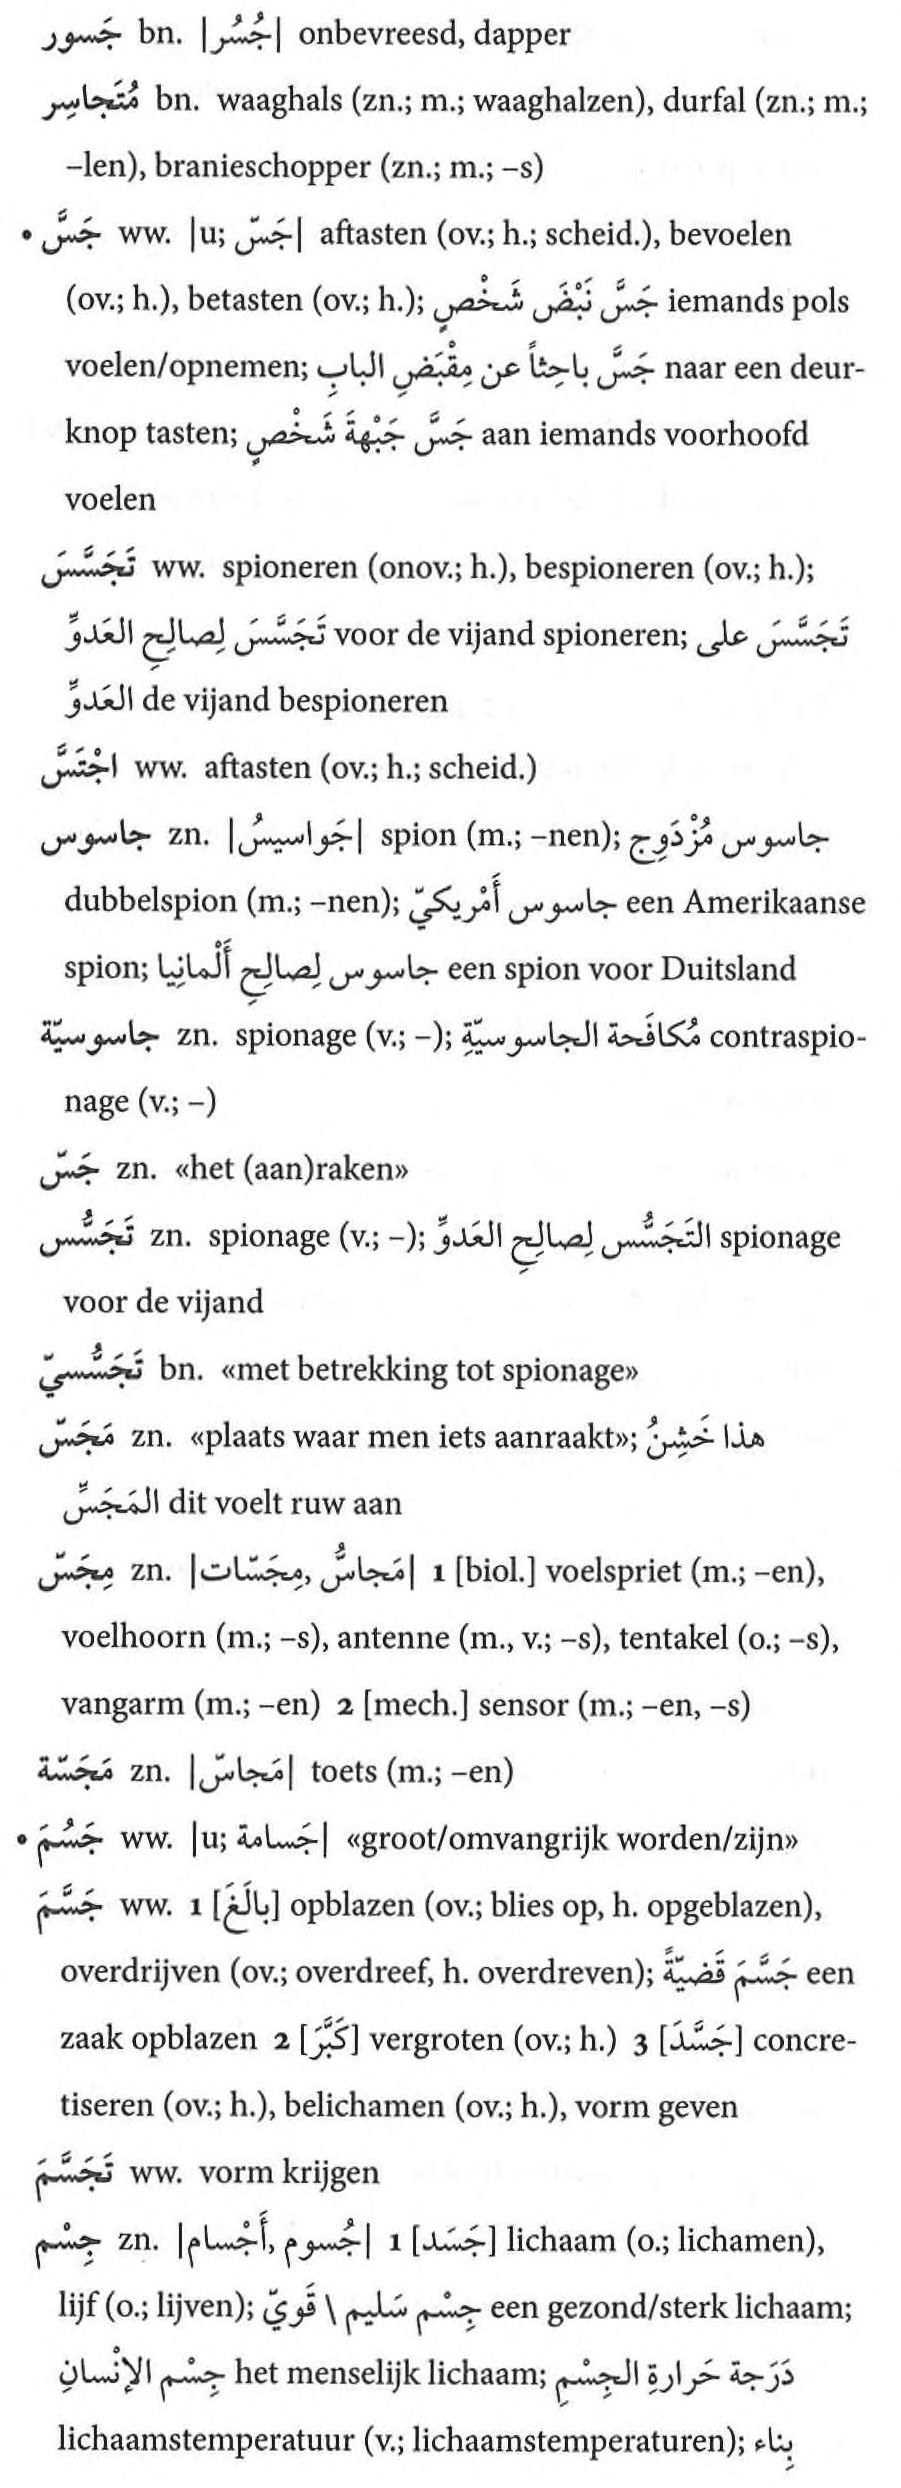 جَسور bn. |جُسُر| onbevreesd, dapper
مُتَجاسِر bn. waaghals (zn.; m.; waaghalzen), durfal (zn.; m.;
–len), branieschopper (zn.; m.; –s)
• جَسَّ ww. |u; جَسّ| aftasten (ov.; h.; scheid.), bevoelen
(ov.; h.), betasten (ov.; h.); جَسَّ نَبْضَ شَخْصٍ iemands pols
voelen/opnemen; جَسَّ باحِثاً عن مِقْبَضِ البابِ naar een deur-
knop tasten; جَسَّ جَبْهةَ شَخْصٍ aan iemands voorhoofd
voelen
تَجَسَّسَ ww. spioneren (onov.; h.), bespioneren (ov.; h.);
تَجَسَّسَ لِصالِحِ العَدوِّ voor de vijand spioneren; تَجَسَّسَ على
العَدوِّ de vijand bespioneren
اجْتَسَّ ww. aftasten (ov.; h.; scheid.)
جاسوس zn. |جَواسيسُ| spion (m.; –nen); جاسوس مُزْدَوِج
dubbelspion (m.; –nen); جاسوس أَمْريكيّ een Amerikaanse
spion; جاسوس لِصالِحِ أَلْمانِيا een spion voor Duitsland
جاسوسيّة zn. spionage (v.; –); مُكافَحة الجاسوسيّةِ contraspio-
nage (v.; –)
جَسّ zn. «het (aan)raken»
تَجَسُّس zn. spionage (v.; –); التَجَسُّس لِصالِحِ العَدوِّ spionage
voor de vijand
تَجَسُّسيّ bn. «met betrekking tot spionage»
مَجَسّ zn. «plaats waar men iets aanraakt»; هذا خَشِنُ
المَجَسِّ dit voelt ruw aan
مِجَسّ zn. |مَجاسُّ, مِجَسّات| 1 [biol.] voelspriet (m.; –en),
voelhoorn (m.; –s), antenne (m., v.; –s), tentakel (o.; –s),
vangarm (m.; –en) 2 [mech.] sensor (m.; –en, –s)
مَجَسّة zn. |مَجاسّ| toets (m.; –en)
• جَسُمَ ww. |u; جَسامة| «groot/omvangrijk worden/zijn»
جَسَّمَ ww. 1 [بالَغَ] opblazen (ov.; blies op, h. opgeblazen),
overdrijven (ov.; overdreef, h. overdreven); جَسَّمَ قَضيّةً een
zaak opblazen 2 [كَبَّرَ] vergroten (ov.; h.) 3 [جَسَّدَ] concre-
tiseren (ov.; h.), belichamen (ov.; h.), vorm geven
تَجَسَّمَ ww. vorm krijgen
جِسْم zn. |جُسوم, أَجْسام| 1 [جَسَد] lichaam (o.; lichamen),
lijf (o.; lijven); جِسْم سَليم \ قَويّ een gezond/sterk lichaam;
جِسْم الإنْسانِ het menselijk lichaam; دَرَجة حَرارةِ الجِسْمِ
lichaamstemperatuur (v.; lichaamstemperaturen); بِناء